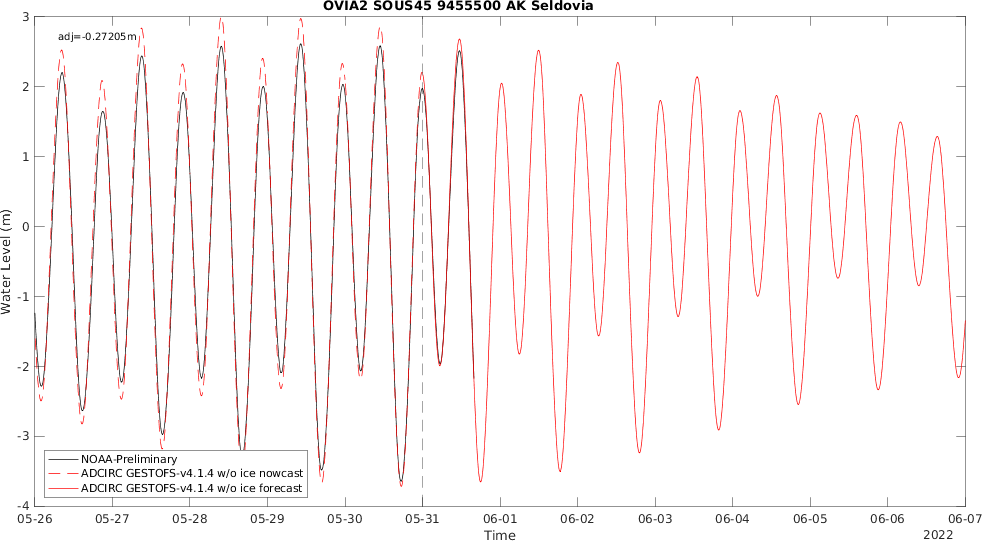 OVIA2 SOUS45 9455500 AK Seldovia
adj=-0.27205m
3
2
1
0
-1
-2
-3
-4
Water Level (m)
NOAA-Preliminary
ADCIRC GESTOFS-v4.1.4 w/o ice nowcast
ADCIRC GESTOFS-v4.1.4 w/o ice forecast
05-26 05-27 05-28 05-29 05-30 05-31 06-01 06-02 06-03 06-04 06-05 06-06 06-07
Time
2022